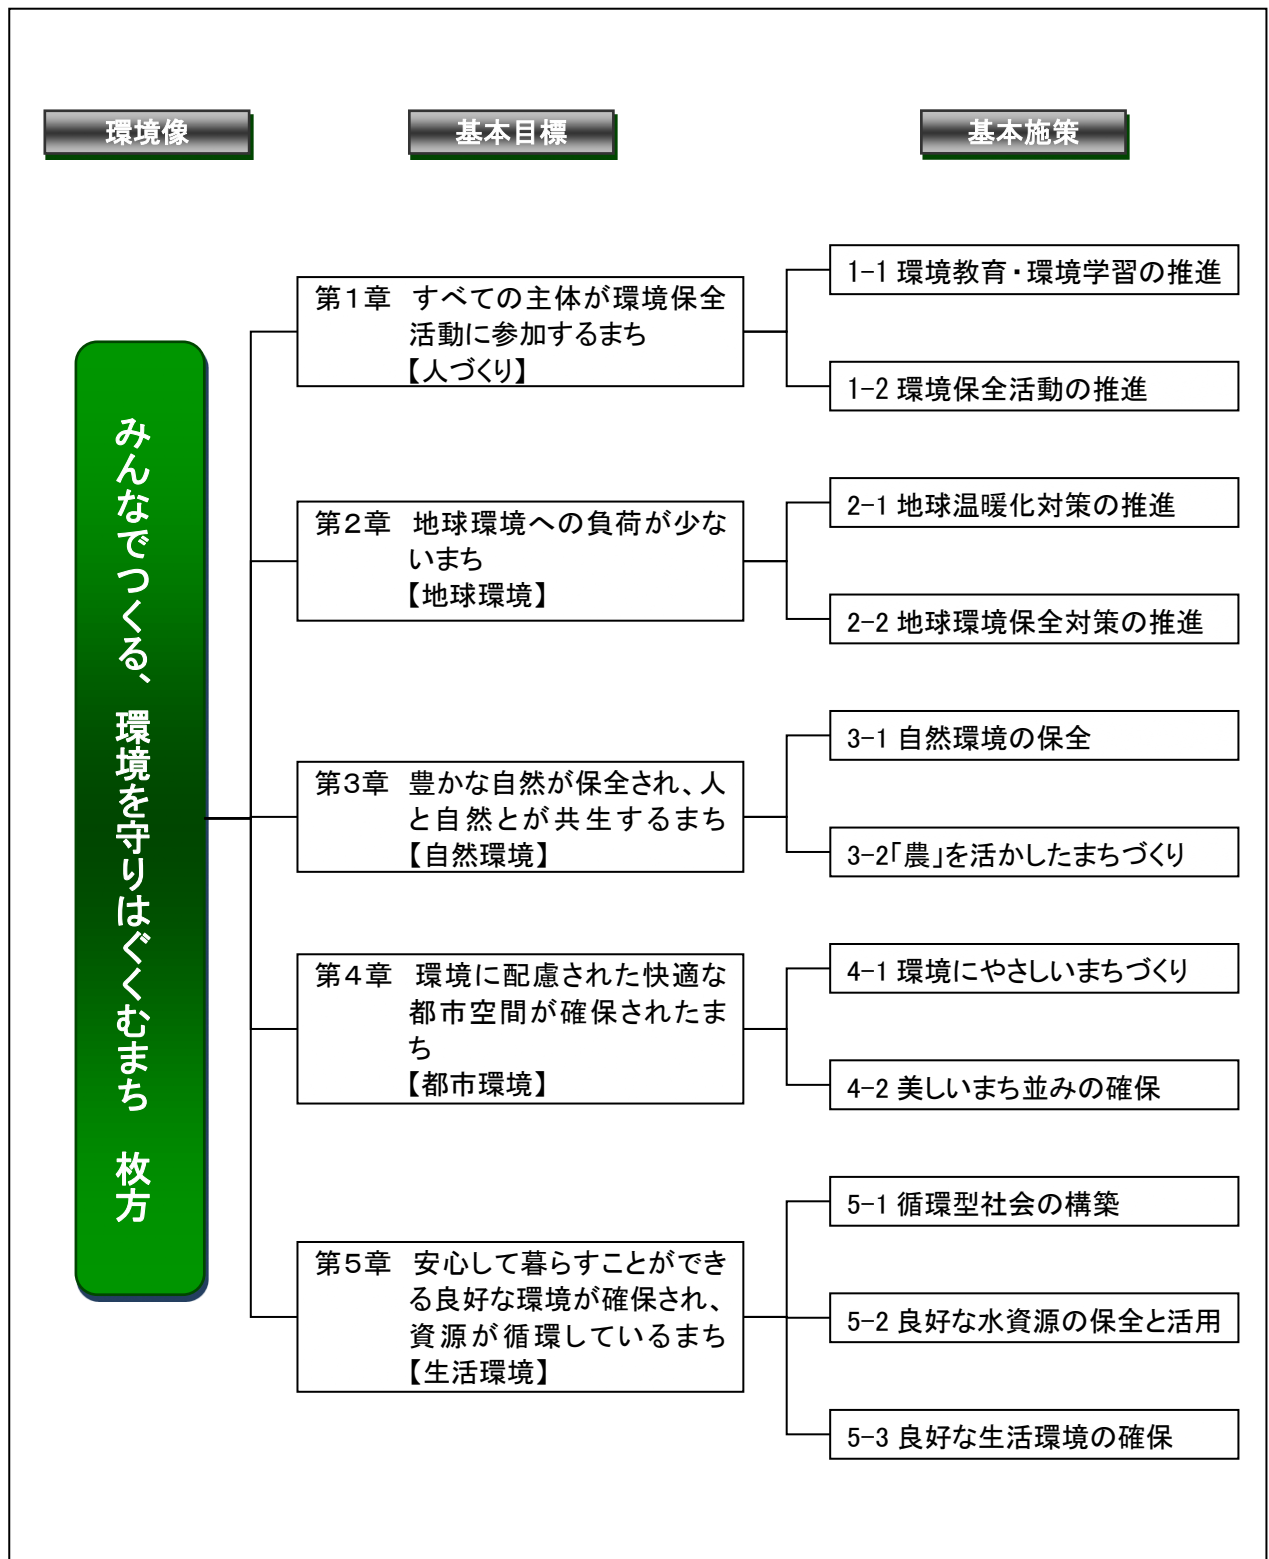 環境像
基本目標
基本施策
みんなでつくる、環境を守りはぐくむまち　枚方
第1章　すべての主体が環境保全
活動に参加するまち
【人づくり】
1-1 環境教育・環境学習の推進
1-2 環境保全活動の推進
第2章　地球環境への負荷が少な
いまち
【地球環境】
2-1 地球温暖化対策の推進
2-2 地球環境保全対策の推進
第3章　豊かな自然が保全され、人
と自然とが共生するまち
【自然環境】
3-1 自然環境の保全
3-2「農」を活かしたまちづくり
第4章　環境に配慮された快適な
都市空間が確保されたま
ち
【都市環境】
4-1 環境にやさしいまちづくり
4-2 美しいまち並みの確保
第5章　安心して暮らすことができ
る良好な環境が確保され、
資源が循環しているまち
【生活環境】
5-1 循環型社会の構築
5-2 良好な水資源の保全と活用
5-3 良好な生活環境の確保